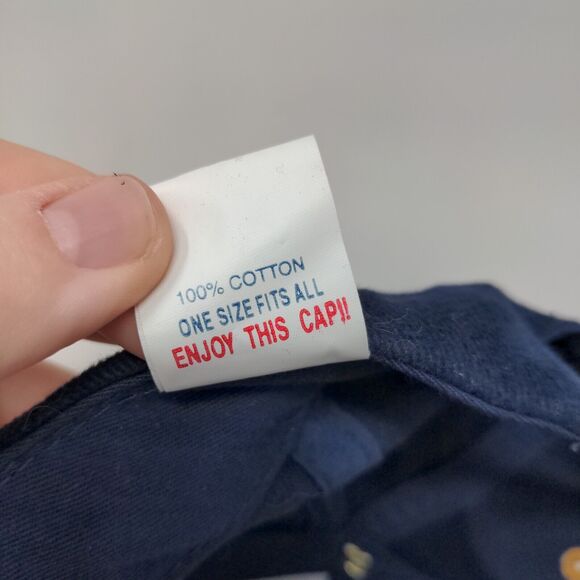 100% COTTON
ONE SIZE FITS ALL
ENJOY THIS CAP!!